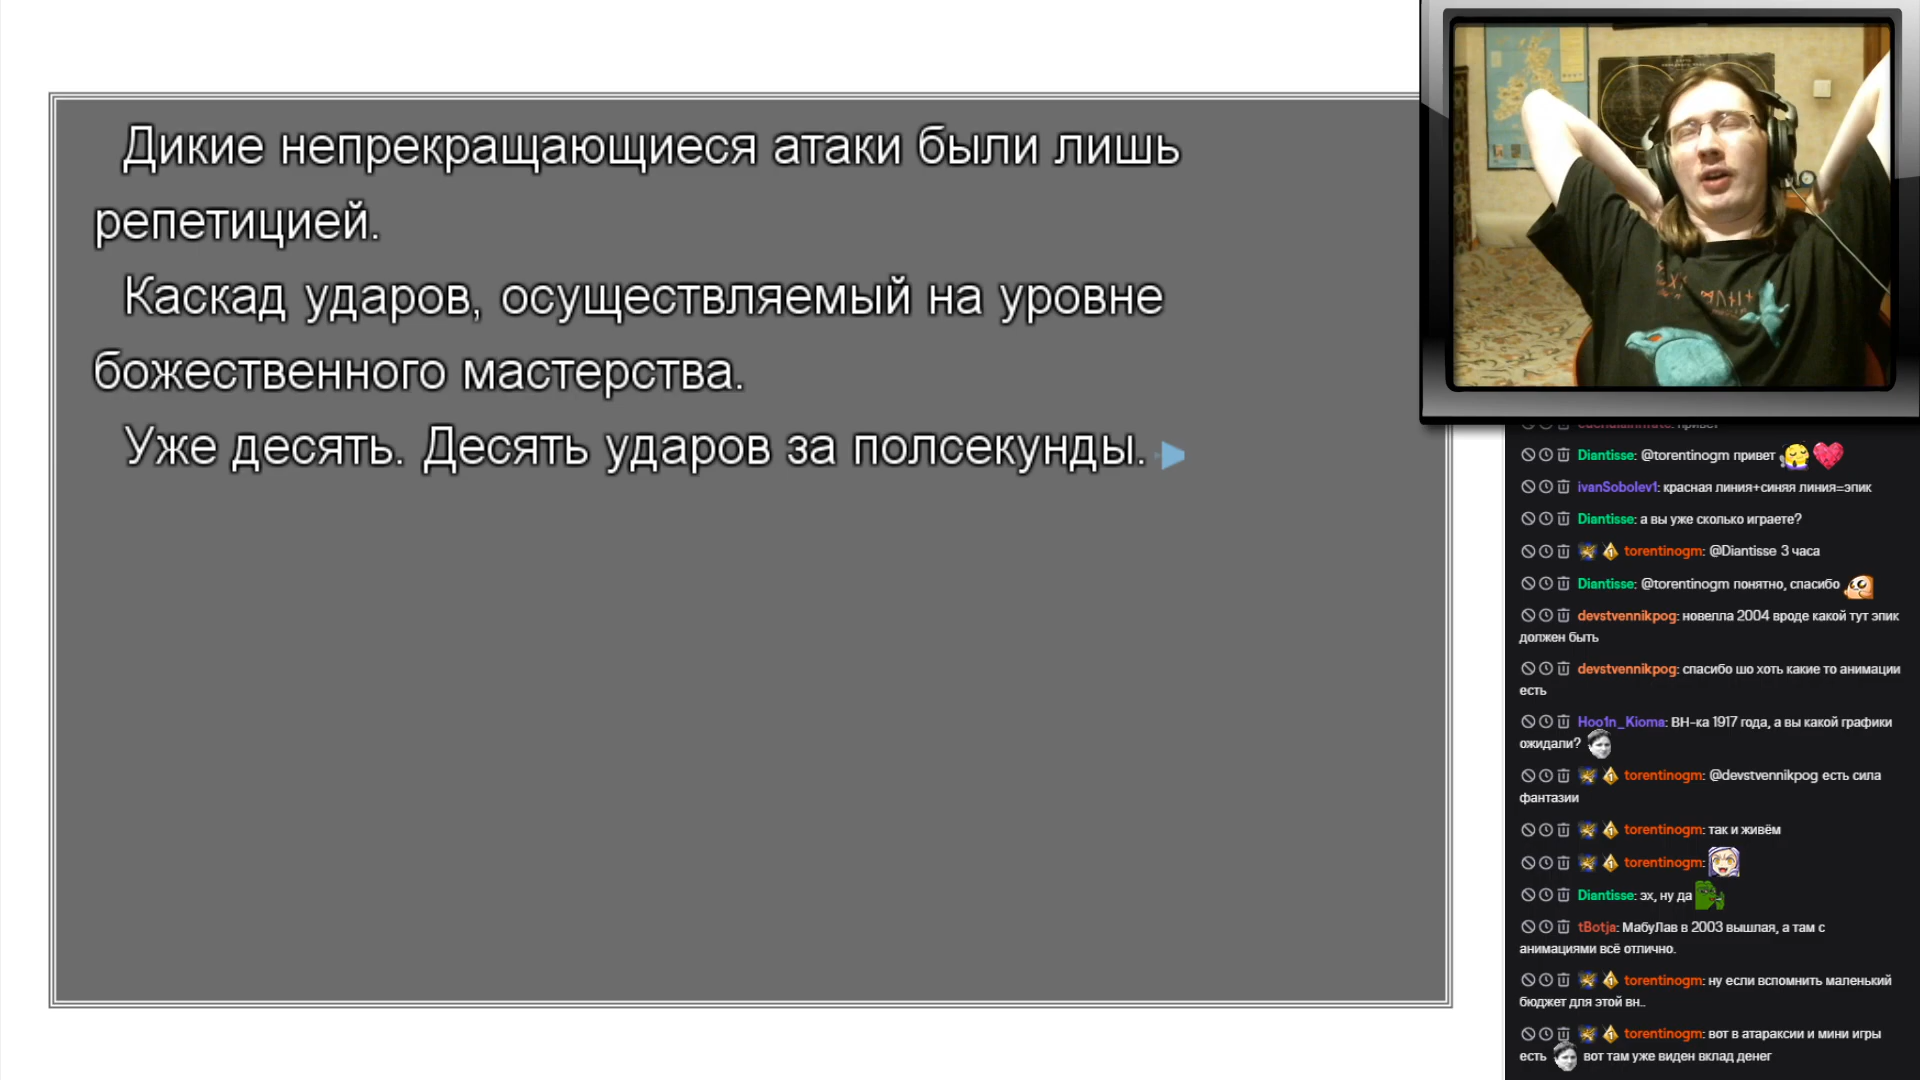 Дикие непрекращающиеся атаки были лишь
репетицией.
Каскад ударов, осуществляемый на уровне
божественного мастерства.
Уже десять. Десять ударов за полсекунды.
привет
Diantisse: @torentinogm привет
ivanSobolev1: красная линия+синяя линия=эпик
Diantisse: а вы уже сколько играете?
torentinogm: @Diantisse 3 часа
Diantisse: @torentinogm понятно, спасибо
devstvennikpog: новелла 2004 вроде какой тут эпик
должен быть
devstvennikpog: спасибо шо хоть какие то анимации
есть
Hoo1n_Kioma: ВН-ка 1917 года, а вы какой графики
ожидали?
torentinogm: @devstvennikpog есть сила
фантазии
torentinogm: так и живём
torentinogm:
Diantisse: эх, ну да
tBotja: МабуЛав в 2003 вышлая, а там с
анимациями всё отлично.
torentinogm: ну если вспомнить маленький
бюджет для этой вн..
torentinogm: вот в атараксии и мини игры
есть вот там уже виден вклад денег